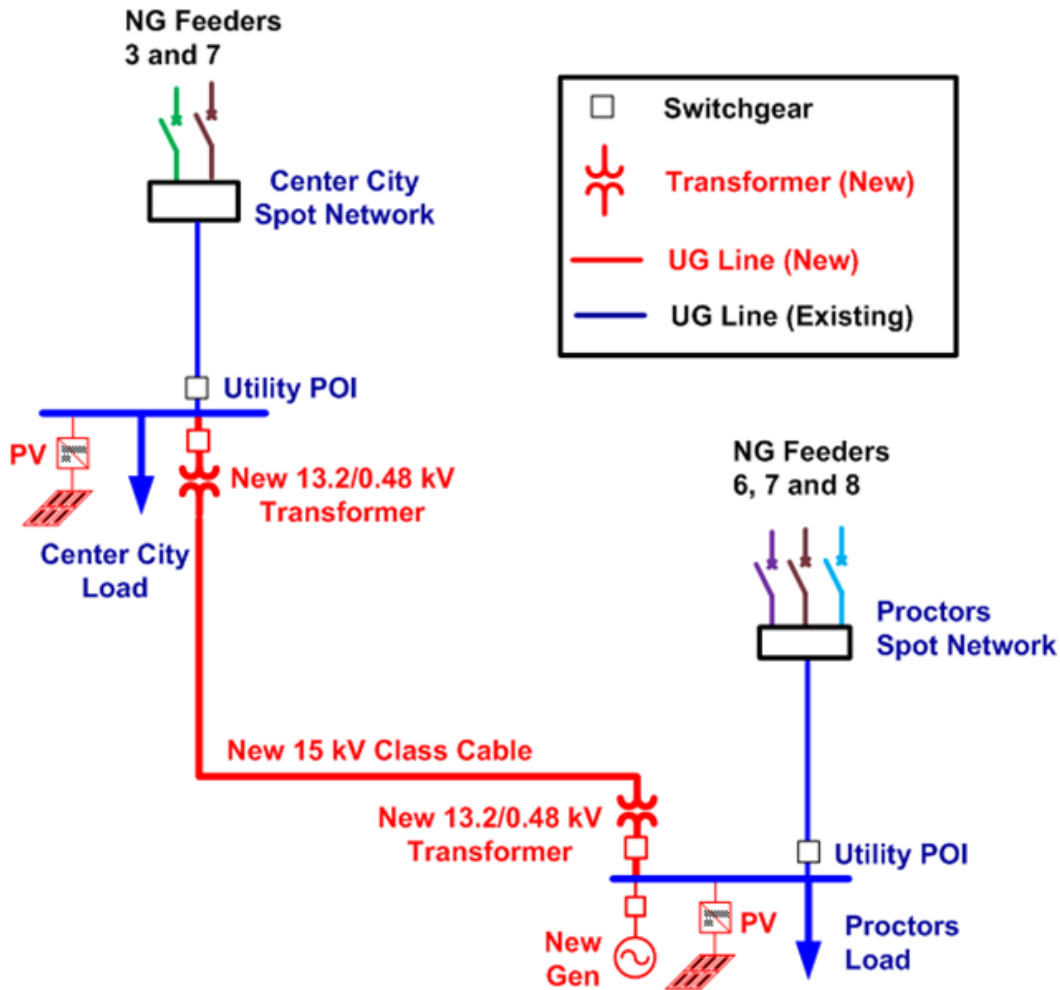 NG Feeders
3 and 7
Center City
Spot Network
Switchgear
Transformer (New)
UG Line (New)
UG Line (Existing)
Utility POI
PV
New 13.2/0.48 kV
Transformer
Center City
Load
NG Feeders
6, 7 and 8
Proctors
Spot Network
New 15 kV Class Cable
New 13.2/0.48 kV
Transformer
Utility POI
New
Gen
PV
Proctors
Load